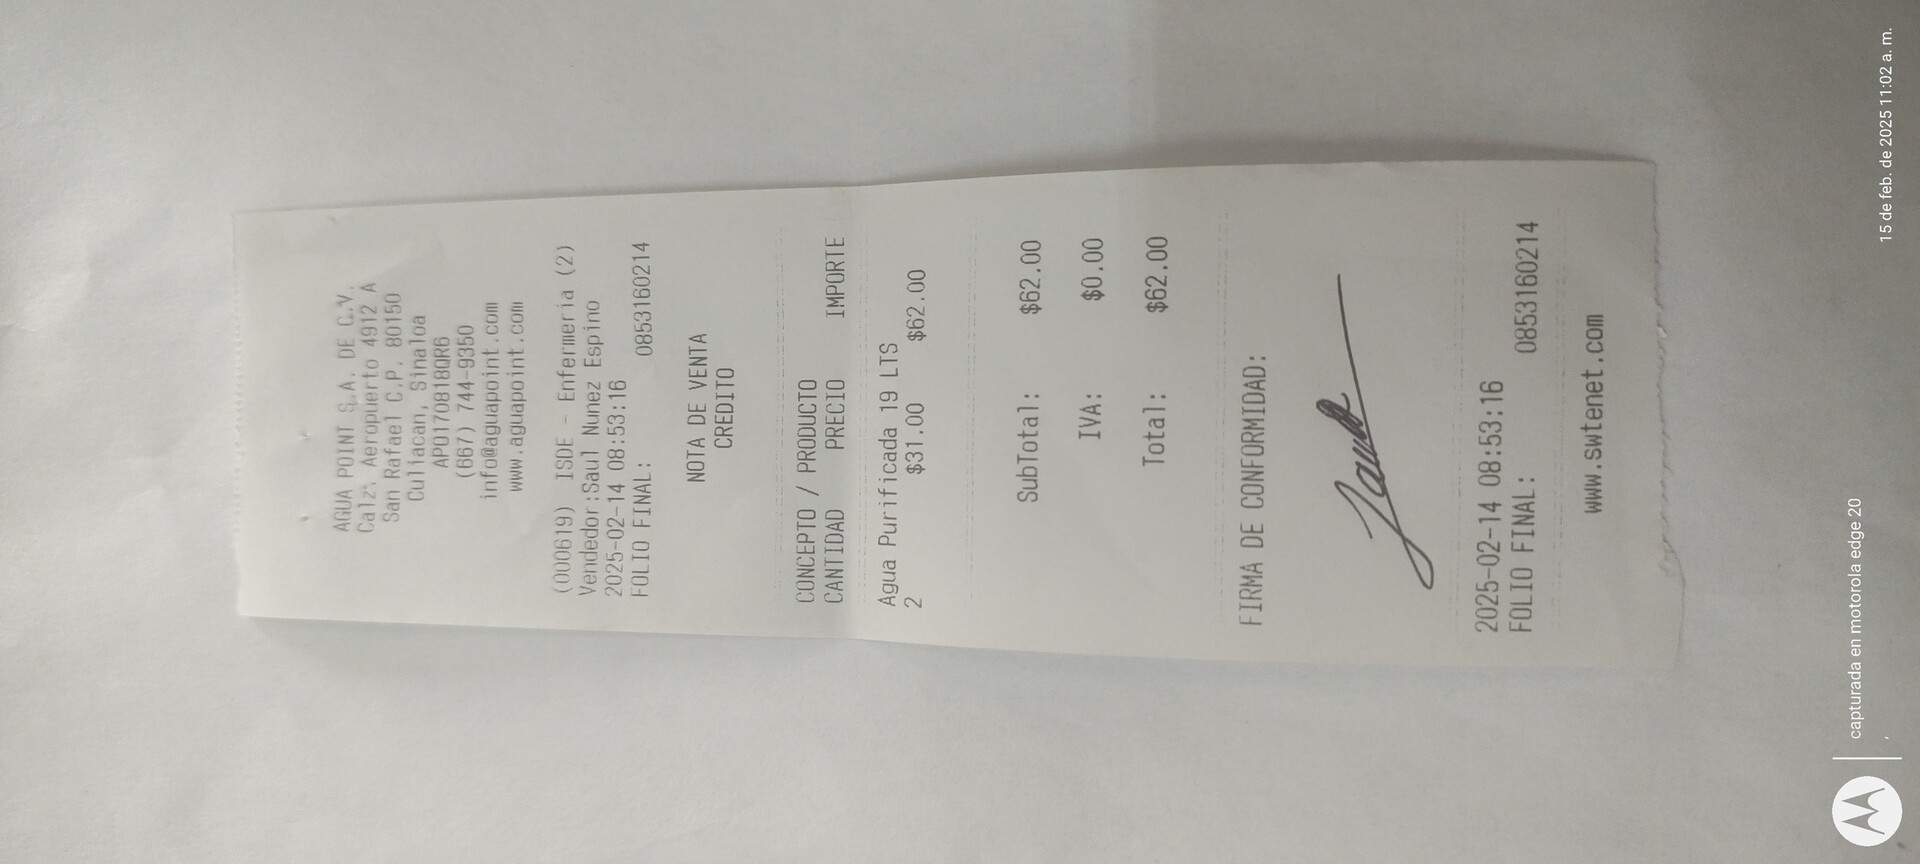 AGUA POINT S.A. DE C.V.
Calz. Aeropuerto 4912 A
San Rafael C.P. 80150
Culiacan, Sinaloa
APO170818QR6
(667) 744-9350
info@aguapoint.com
www.aguapoint.com
(000619) ISDE - Enfermeria (2)
Vendedor:Saul Nunez Espino
2025-02-14 08:53:16
FOLIO FINAL: 0853160214
NOTA DE VENTA
CREDITO
CONCEPTO / PRODUCTO
CANTIDAD PRECIO IMPORTE
Agua Purificada 19 LTS
2 $31.00 $62.00
SubTotal: $62.00
IVA: $0.00
Total: $62.00
FIRMA DE CONFORMIDAD:
2025-02-14 08:53:16
FOLIO FINAL: 0853160214
www.swtenet.com
capturada en motorola edge 20
,
15 de feb. de 2025 11:02 a. m.